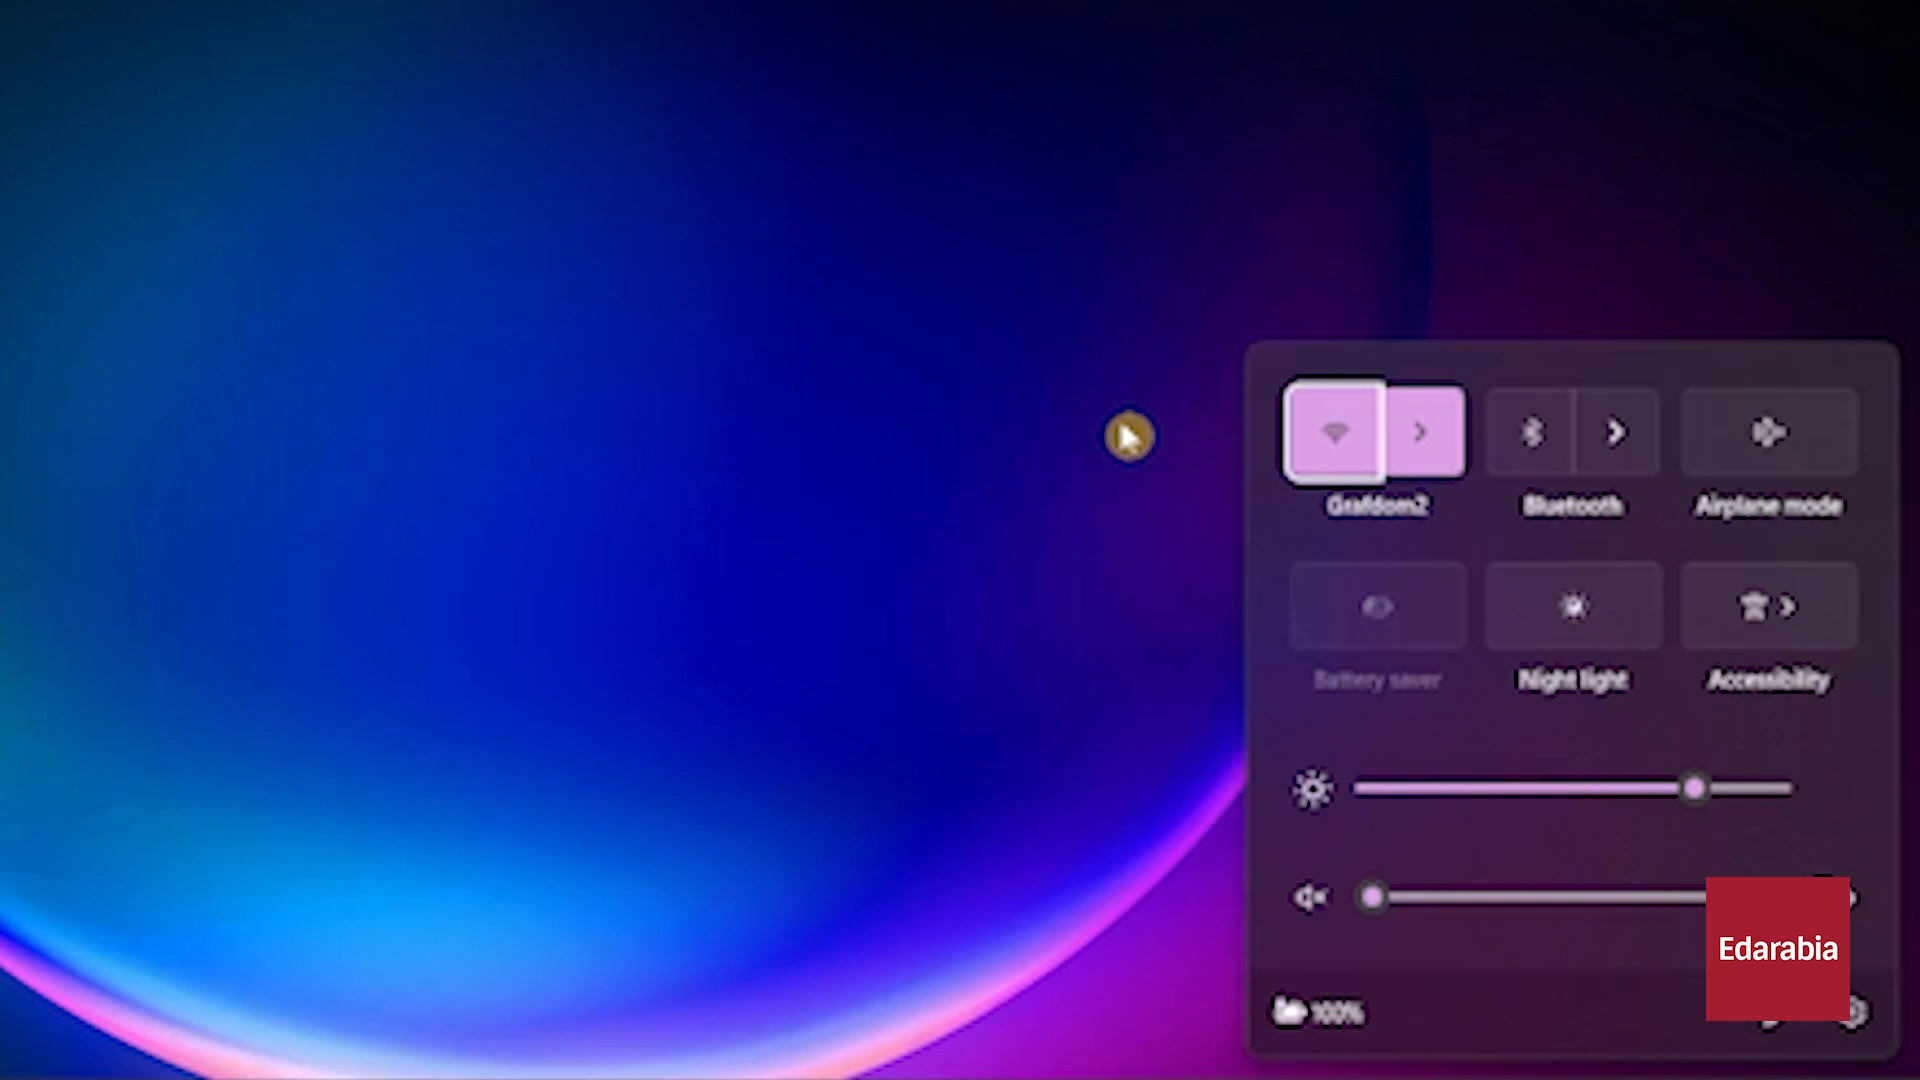 Grafdom2
Bluetooth
Airplane mode
Battery saver
Night light
Accessibility
Edarabia
100%